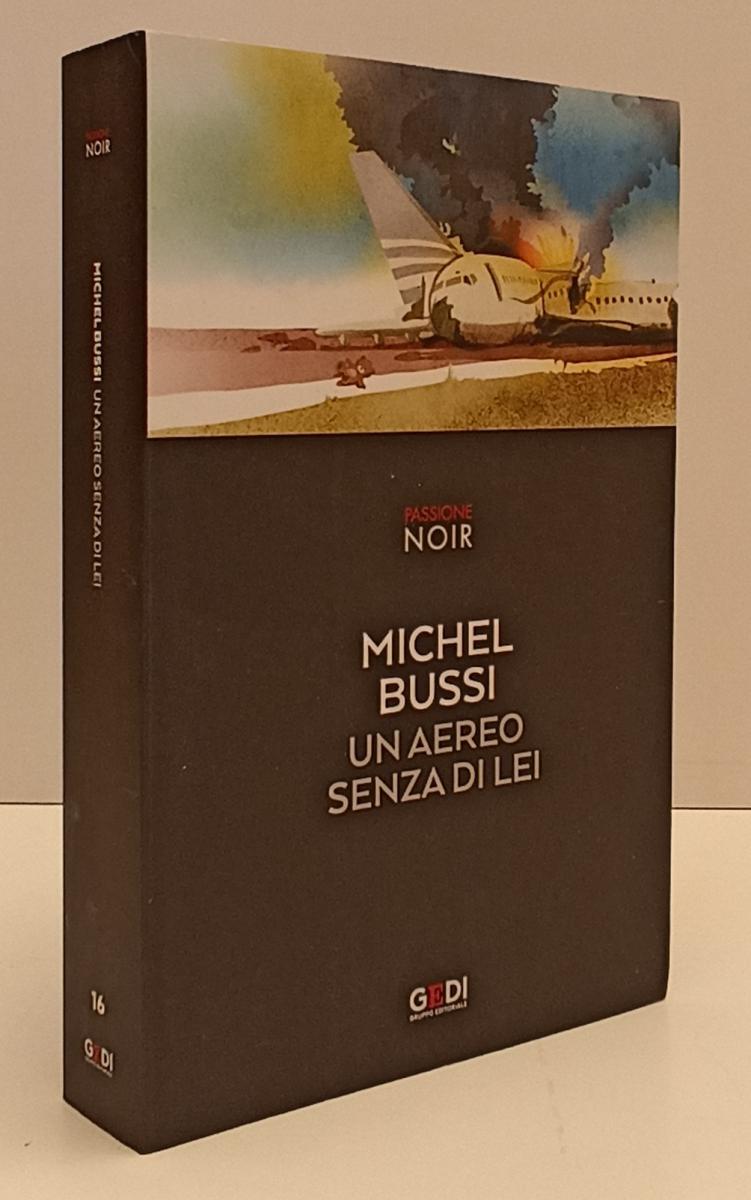 PASSIONE
NOIR
MICHEL BUSSI UN AEREO SENZA DI LEI
16
GEDI
PASSIONE
NOIR
MICHEL
BUSSI
UN AEREO
SENZA DI LEI
GEDI
GRUPPO EDITORIALE